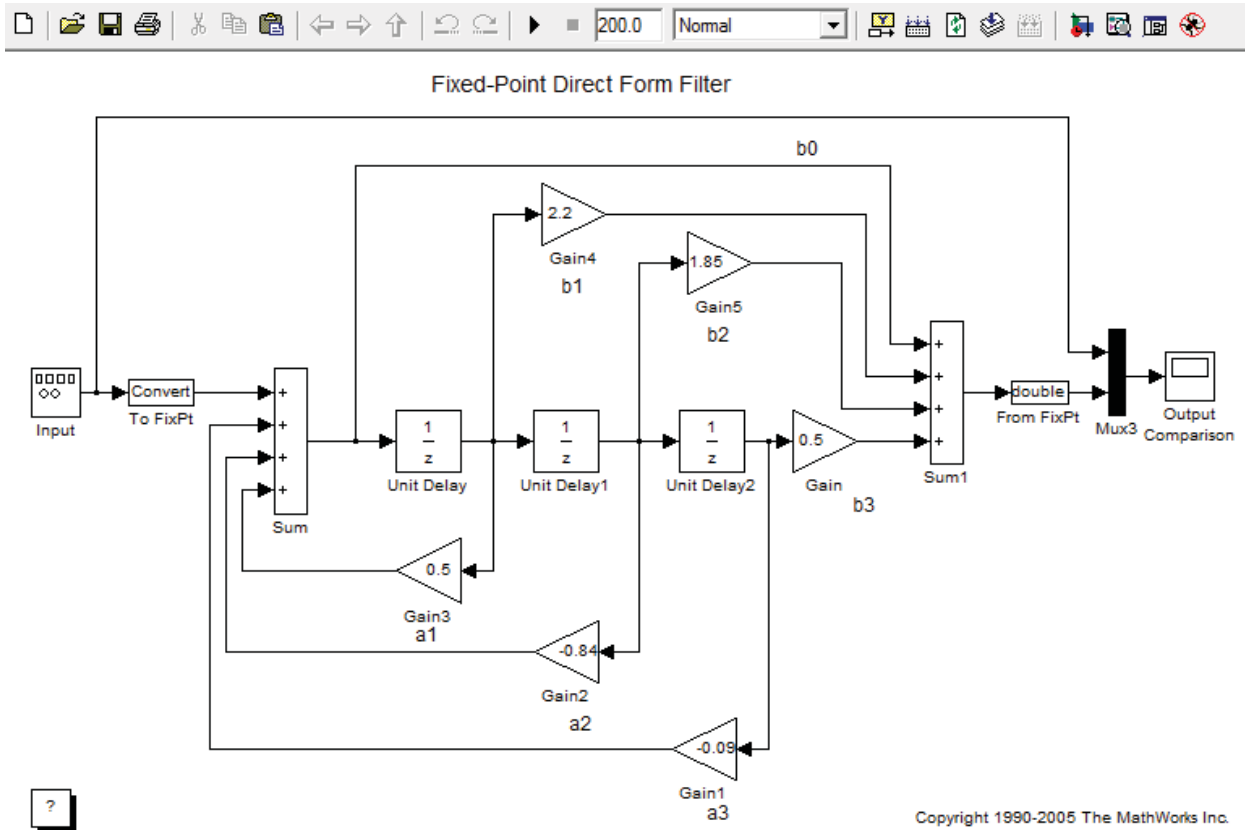 200.0 Normal
Fixed-Point Direct Form Filter
b0
2.2
Gain4
b1
1.85
Gain5
b2
Input
Convert
To FixPt
+
+
+
+
Sum
1
z
Unit Delay
1
z
Unit Delay1
1
z
Unit Delay2
0.5
Gain
b3
+
+
+
+
Sum1
double
From FixPt
Mux3
Output
Comparison
0.5
Gain3
a1
-0.84
Gain2
a2
-0.09
Gain1
a3
?
Copyright 1990-2005 The MathWorks Inc.